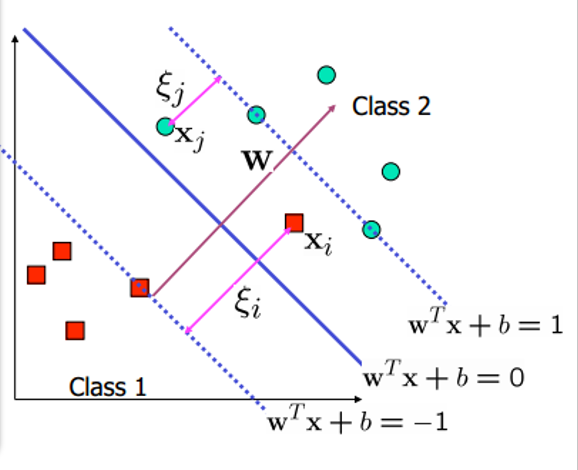 ξⱼ
Class 2
xⱼ
w
xᵢ
ξᵢ
wᵀx + b = 1
wᵀx + b = 0
Class 1
wᵀx + b = −1